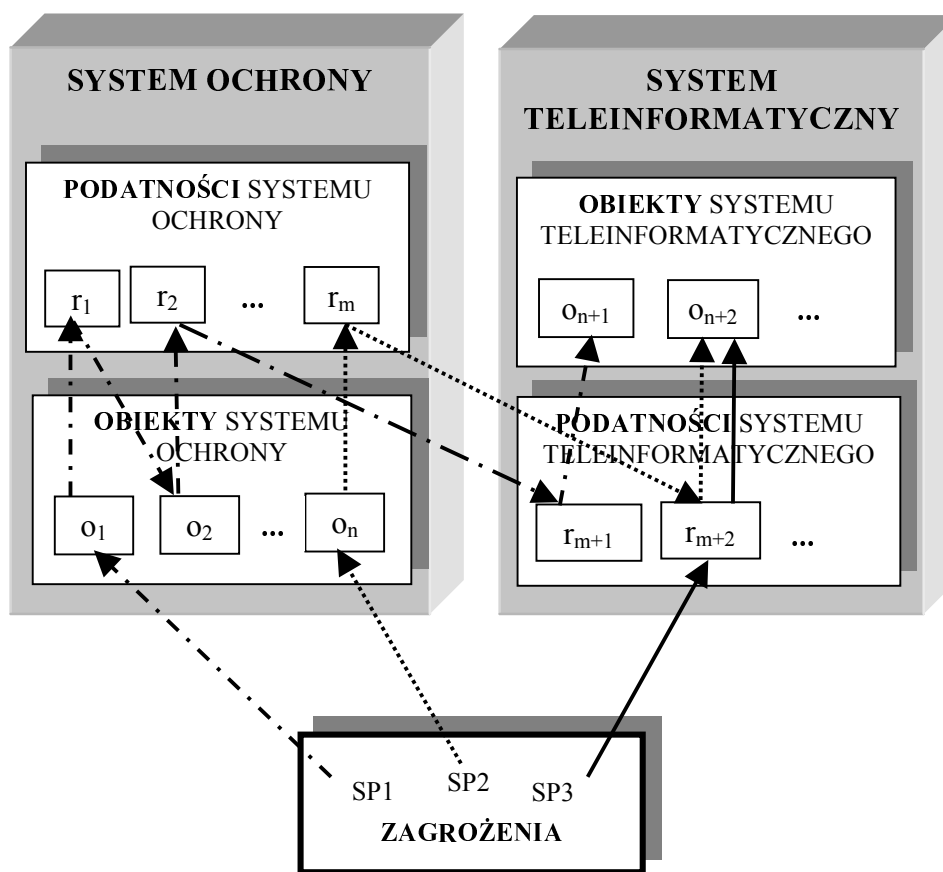 SYSTEM OCHRONY
PODATNOŚCI SYSTEMU
OCHRONY
r1 r2 ... rm
OBIEKTY SYSTEMU
OCHRONY
o1 o2 ... on
SYSTEM
TELEINFORMATYCZNY
OBIEKTY SYSTEMU
TELEINFORMATYCZNEGO
on+1 on+2 ...
PODATNOŚCI SYSTEMU
TELEINFORMATYCZNEGO
rm+1 rm+2 ...
SP1 SP2 SP3
ZAGROŻENIA